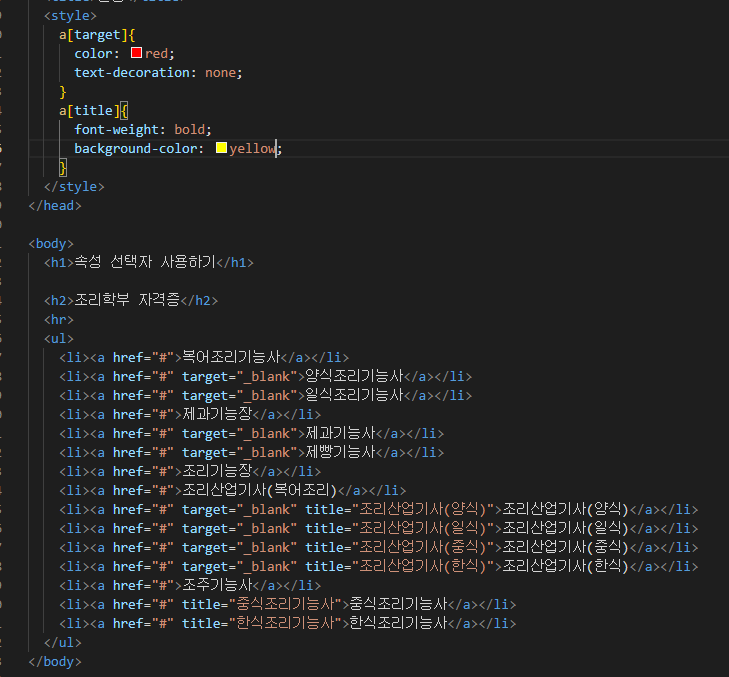 <style>
a[target]{
color: red;
text-decoration: none;
}
a[title]{
font-weight: bold;
background-color: yellow;
}
</style>
</head>
<body>
<h1>속성 선택자 사용하기</h1>
<h2>조리학부 자격증</h2>
<hr>
<ul>
<li><a href="#">복어조리기능사</a></li>
<li><a href="#" target="_blank">양식조리기능사</a></li>
<li><a href="#" target="_blank">일식조리기능사</a></li>
<li><a href="#">제과기능장</a></li>
<li><a href="#" target="_blank">제과기능사</a></li>
<li><a href="#" target="_blank">제빵기능사</a></li>
<li><a href="#">조리기능장</a></li>
<li><a href="#">조리산업기사(복어조리)</a></li>
<li><a href="#" target="_blank" title="조리산업기사(양식)">조리산업기사(양식)</a></li>
<li><a href="#" target="_blank" title="조리산업기사(일식)">조리산업기사(일식)</a></li>
<li><a href="#" target="_blank" title="조리산업기사(중식)">조리산업기사(중식)</a></li>
<li><a href="#" target="_blank" title="조리산업기사(한식)">조리산업기사(한식)</a></li>
<li><a href="#">조주기능사</a></li>
<li><a href="#" title="중식조리기능사">중식조리기능사</a></li>
<li><a href="#" title="한식조리기능사">한식조리기능사</a></li>
</ul>
</body>